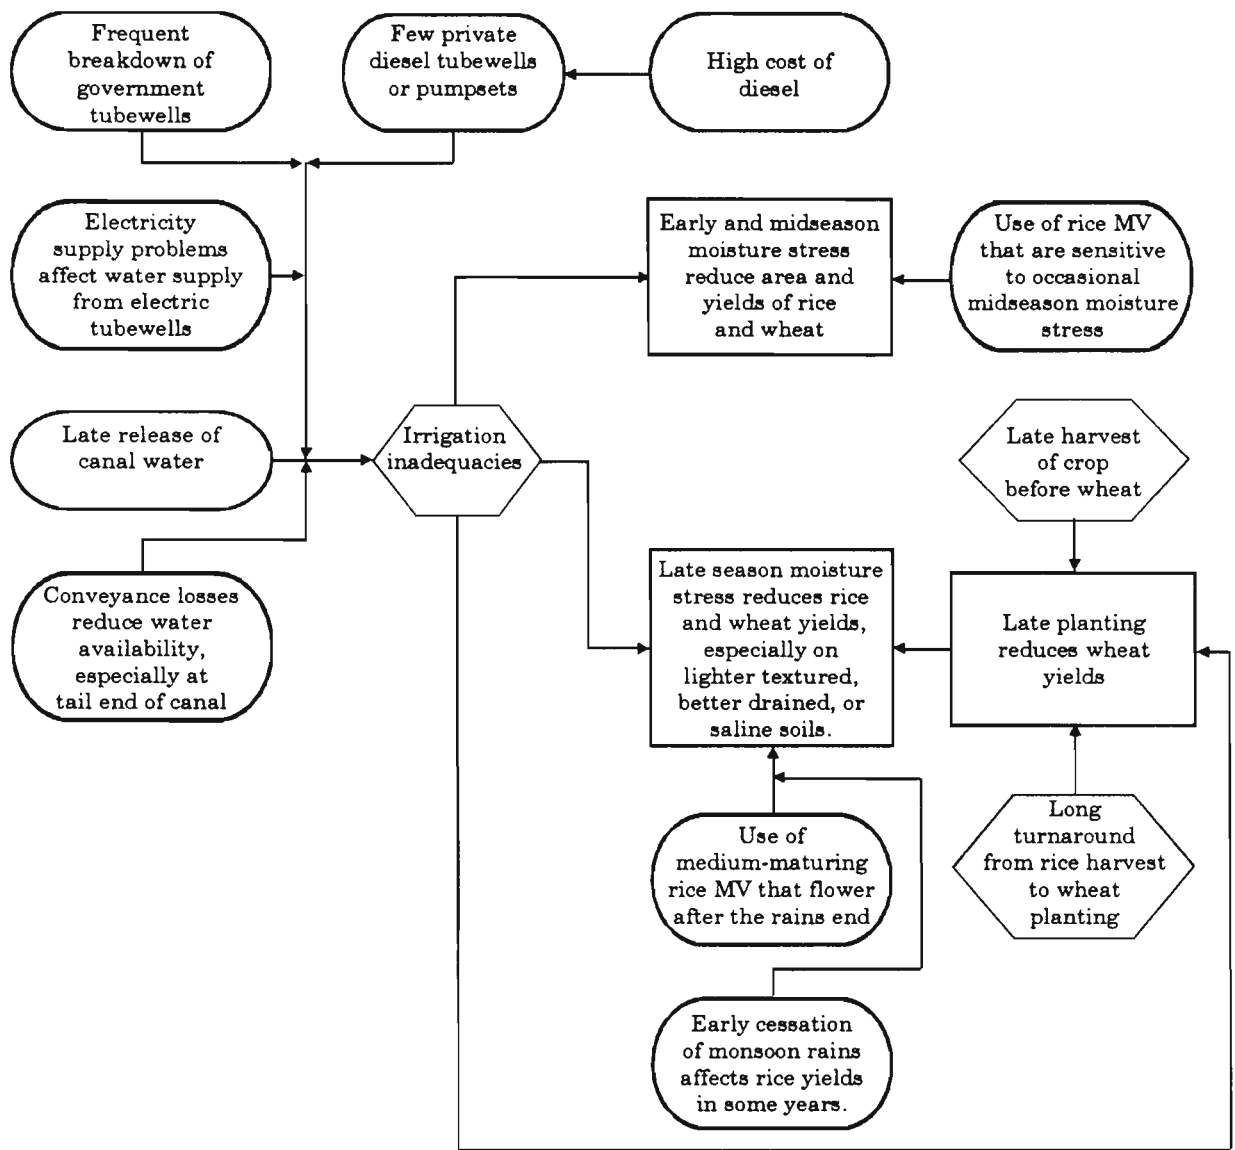 Frequent
breakdown of
government
tubewells
Few private
diesel tubewells
or pumpsets
High cost of
diesel
Electricity
supply problems
affect water supply
from electric
tubewells
Early and midseason
moisture stress
reduce area and
yields of rice
and wheat
Use of rice MV
that are sensitive
to occasional
midseason moisture
stress
Late release of
canal water
Irrigation
inadequacies
Late harvest
of crop
before wheat
Conveyance losses
reduce water
availability,
especially at
tail end of canal
Late season moisture
stress reduces rice
and wheat yields,
especially on
lighter textured,
better drained, or
saline soils.
Late planting
reduces wheat
yields
Use of
medium-maturing
rice MV that flower
after the rains end
Long
turnaround
from rice harvest
to wheat
planting
Early cessation
of monsoon rains
affects rice yields
in some years.